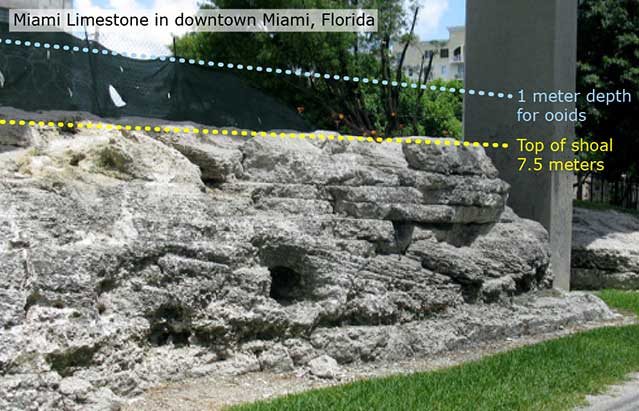 Miami Limestone in downtown Miami, Florida
1 meter depth
for ooids
Top of shoal
7.5 meters